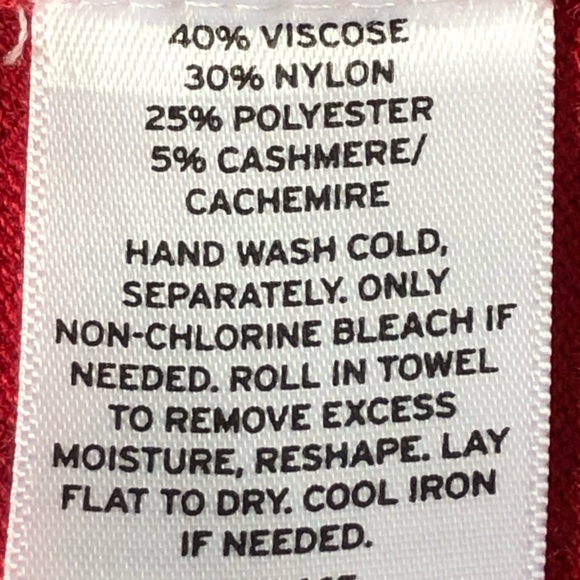 40% VISCOSE
30% NYLON
25% POLYESTER
5% CASHMERE/
CACHEMIRE
HAND WASH COLD,
SEPARATELY. ONLY
NON-CHLORINE BLEACH IF
NEEDED. ROLL IN TOWEL
TO REMOVE EXCESS
MOISTURE, RESHAPE. LAY
FLAT TO DRY. COOL IRON
IF NEEDED.